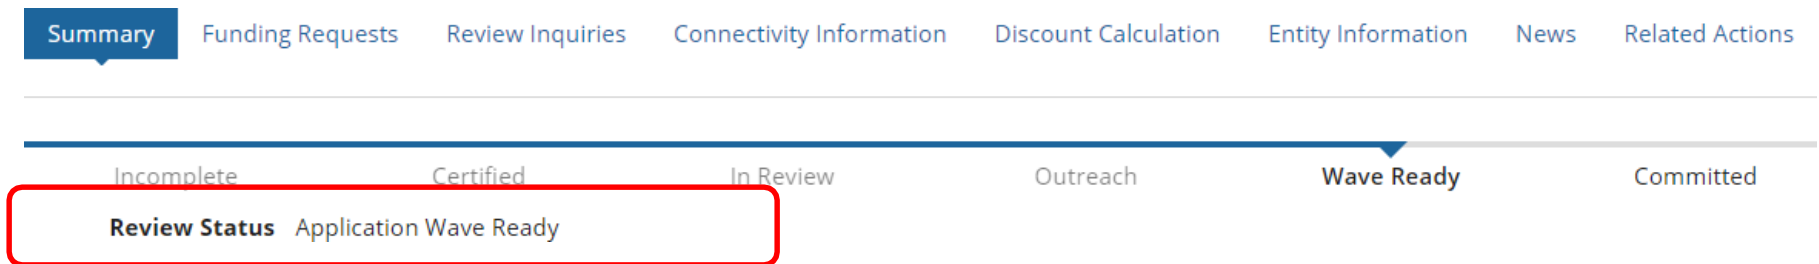 Summary Funding Requests Review Inquiries Connectivity Information Discount Calculation Entity Information News Related Actions
Incomplete Certified In Review Outreach Wave Ready Committed
Review Status Application Wave Ready